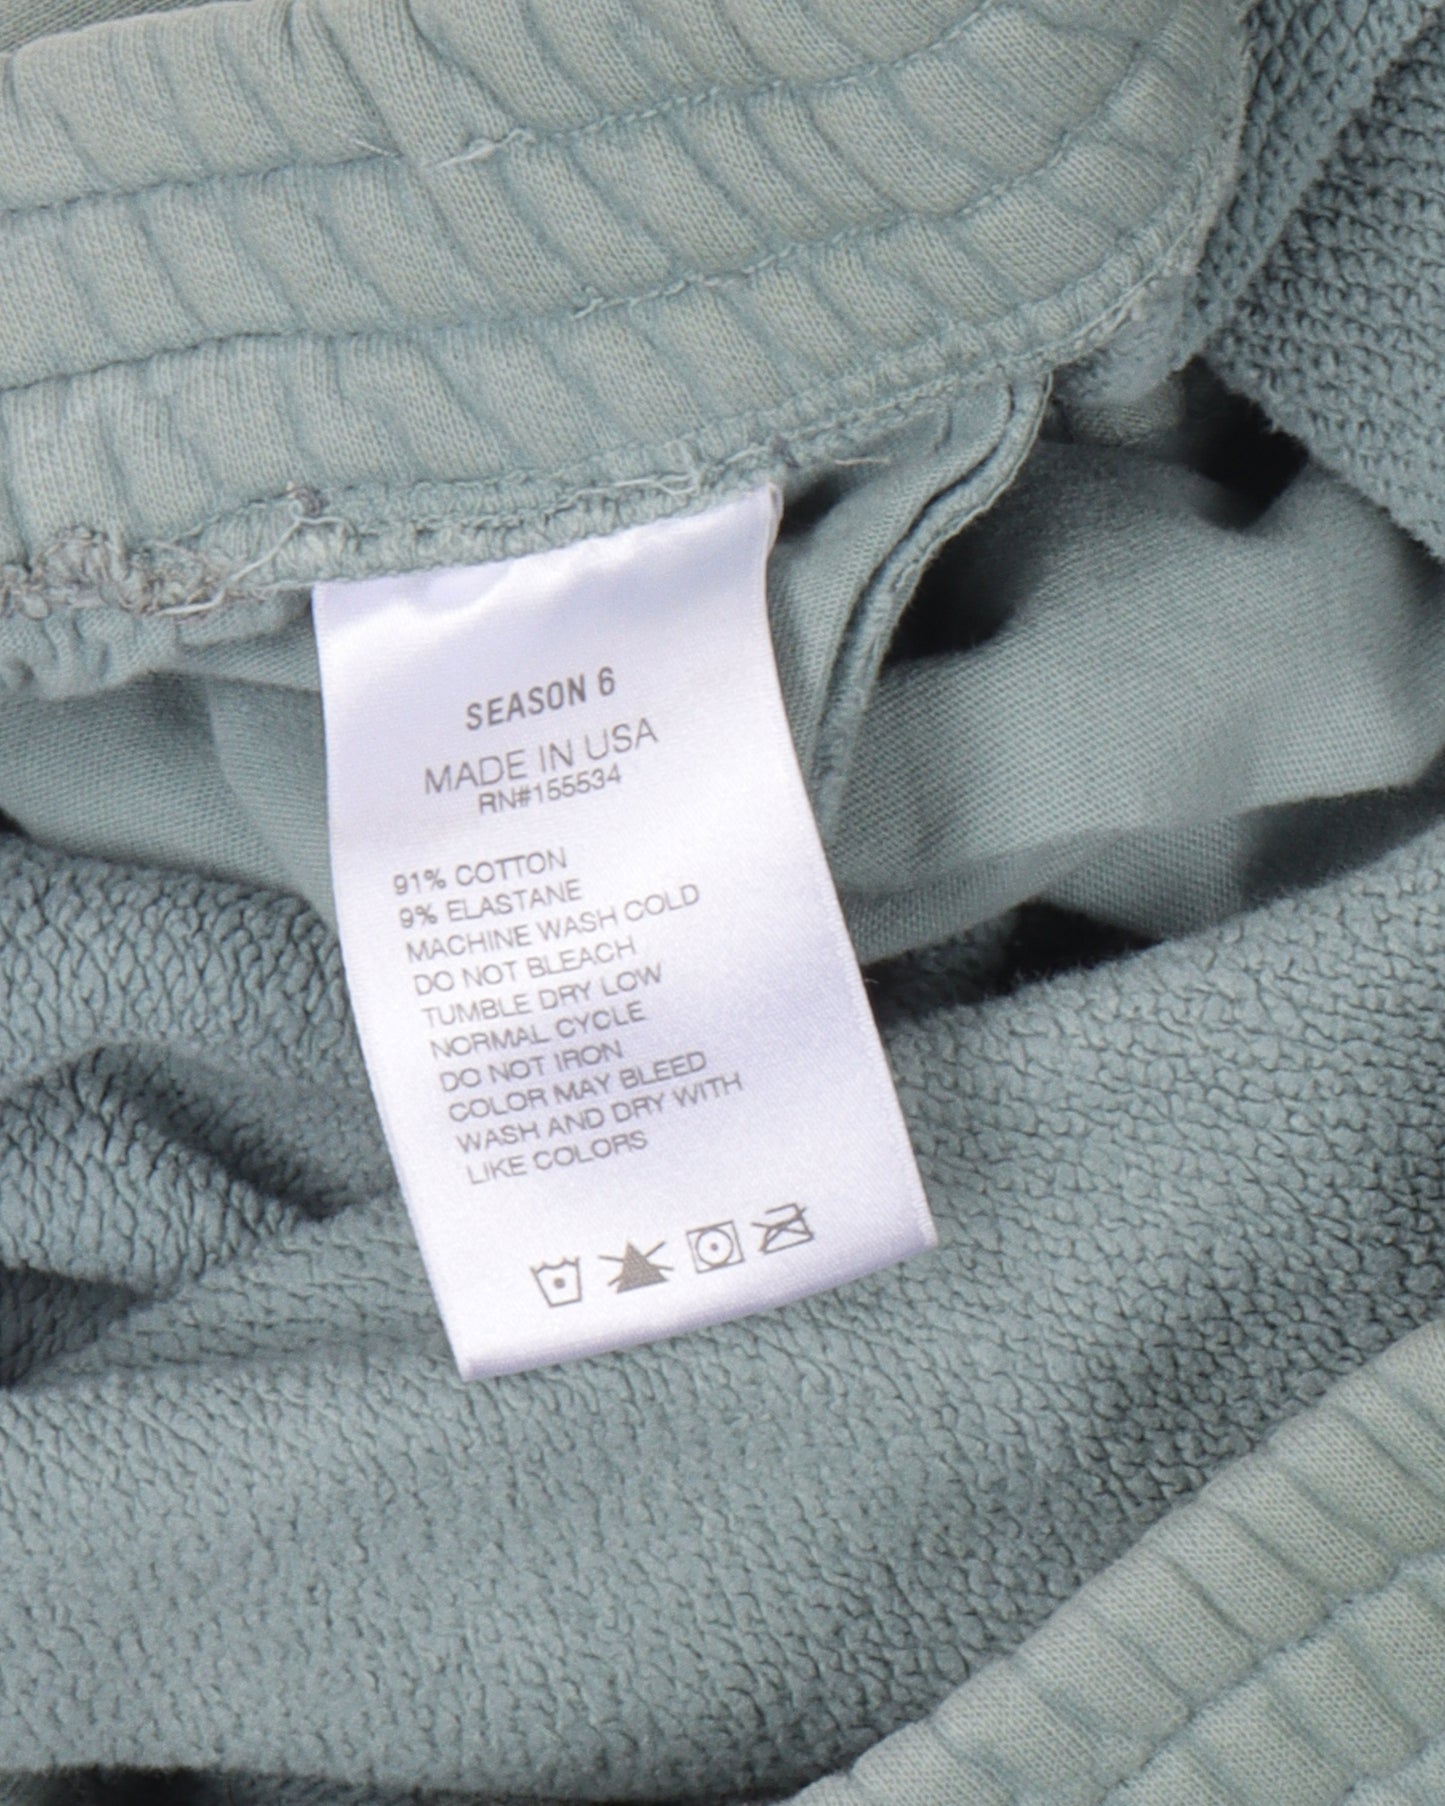 SEASON 6
MADE IN USA
RN#155534
91% COTTON
9% ELASTANE
MACHINE WASH COLD
DO NOT BLEACH
TUMBLE DRY LOW
NORMAL CYCLE
DO NOT IRON
COLOR MAY BLEED
WASH AND DRY WITH
LIKE COLORS